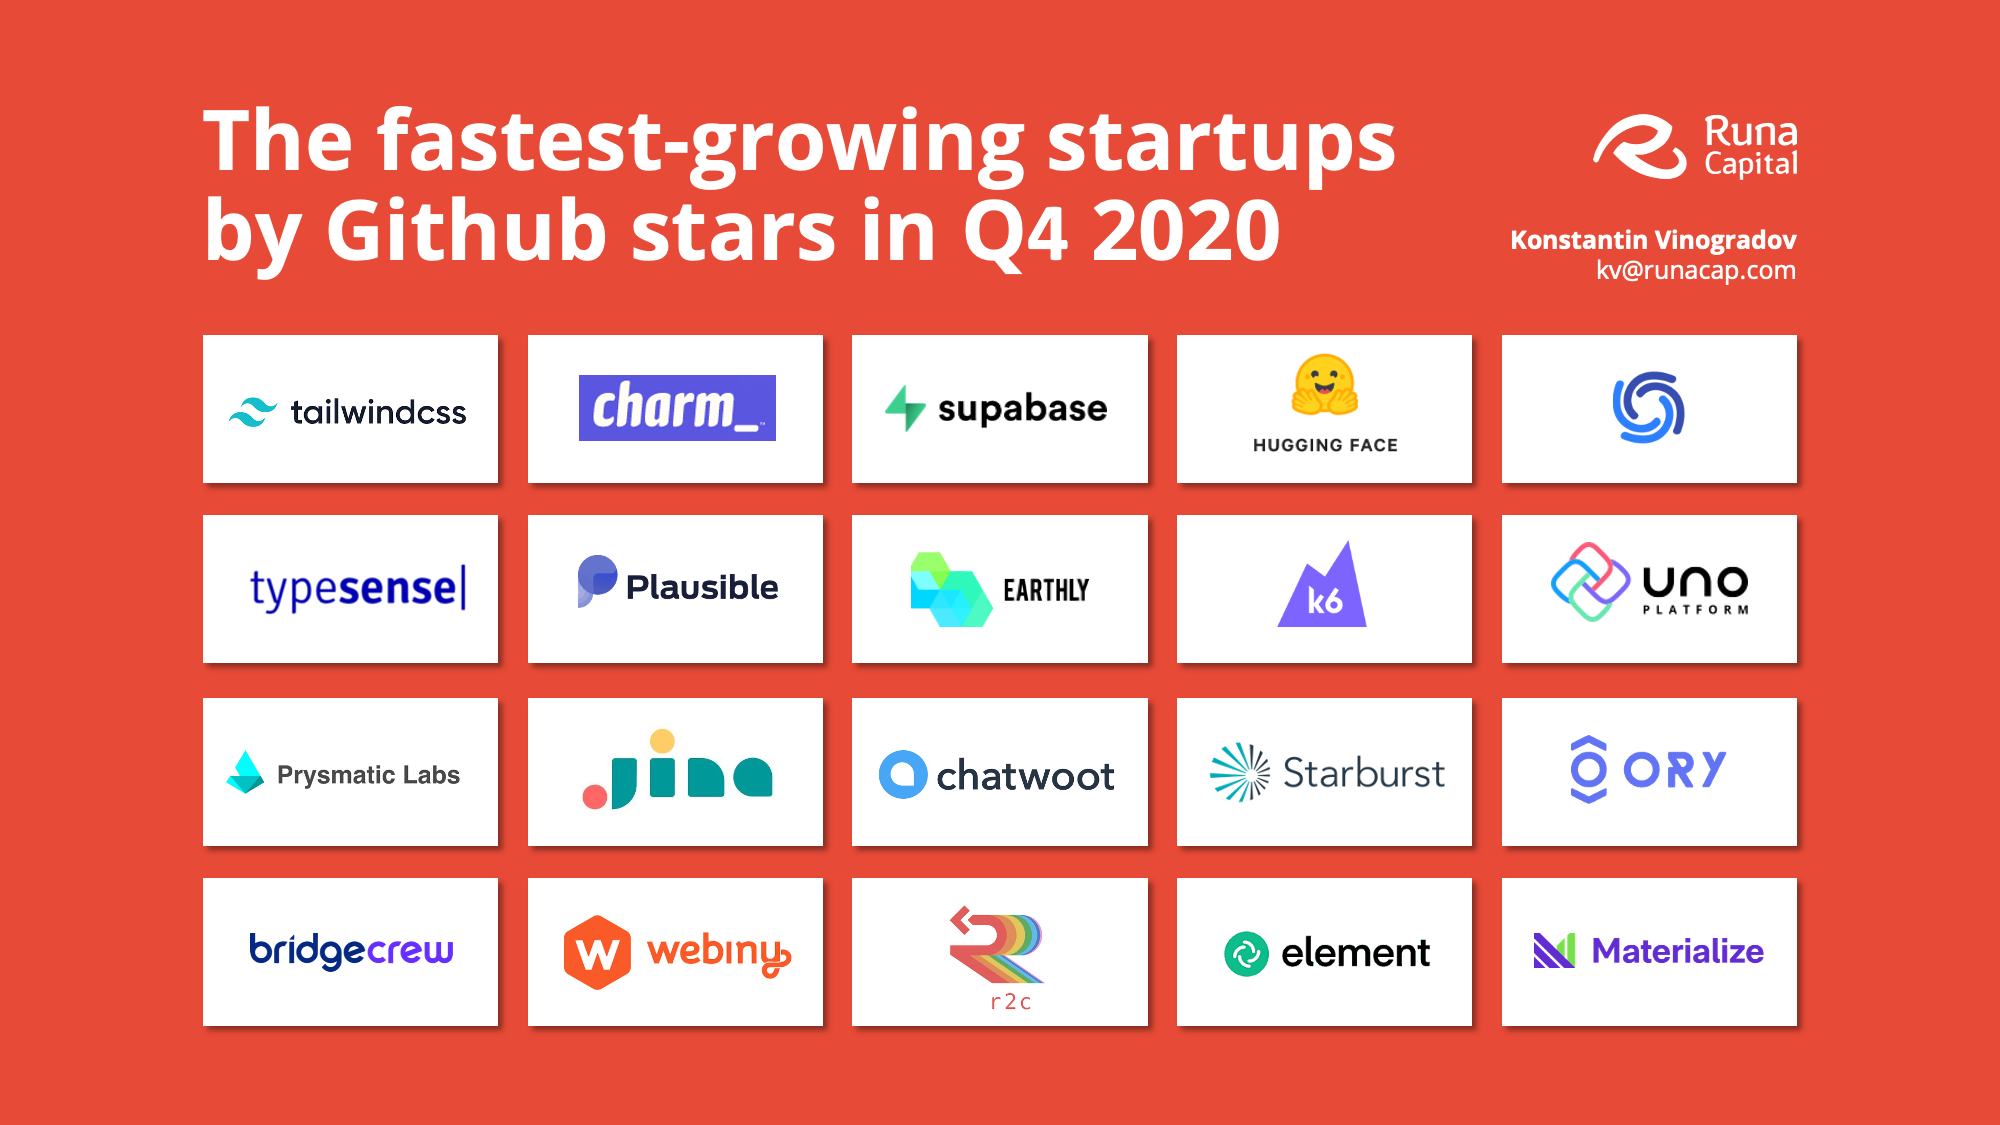 The fastest-growing startups
by Github stars in Q4 2020
Runa
Capital
Konstantin Vinogradov
kv@runacap.com
tailwindcss
charm_™
supabase
HUGGING FACE
typesense|
Plausible
EARTHLY
k6
uno
PLATFORM
Prysmatic Labs
Jina
chatwoot
Starburst
ORY
bridgecrew
W webiny
r2c
element
Materialize